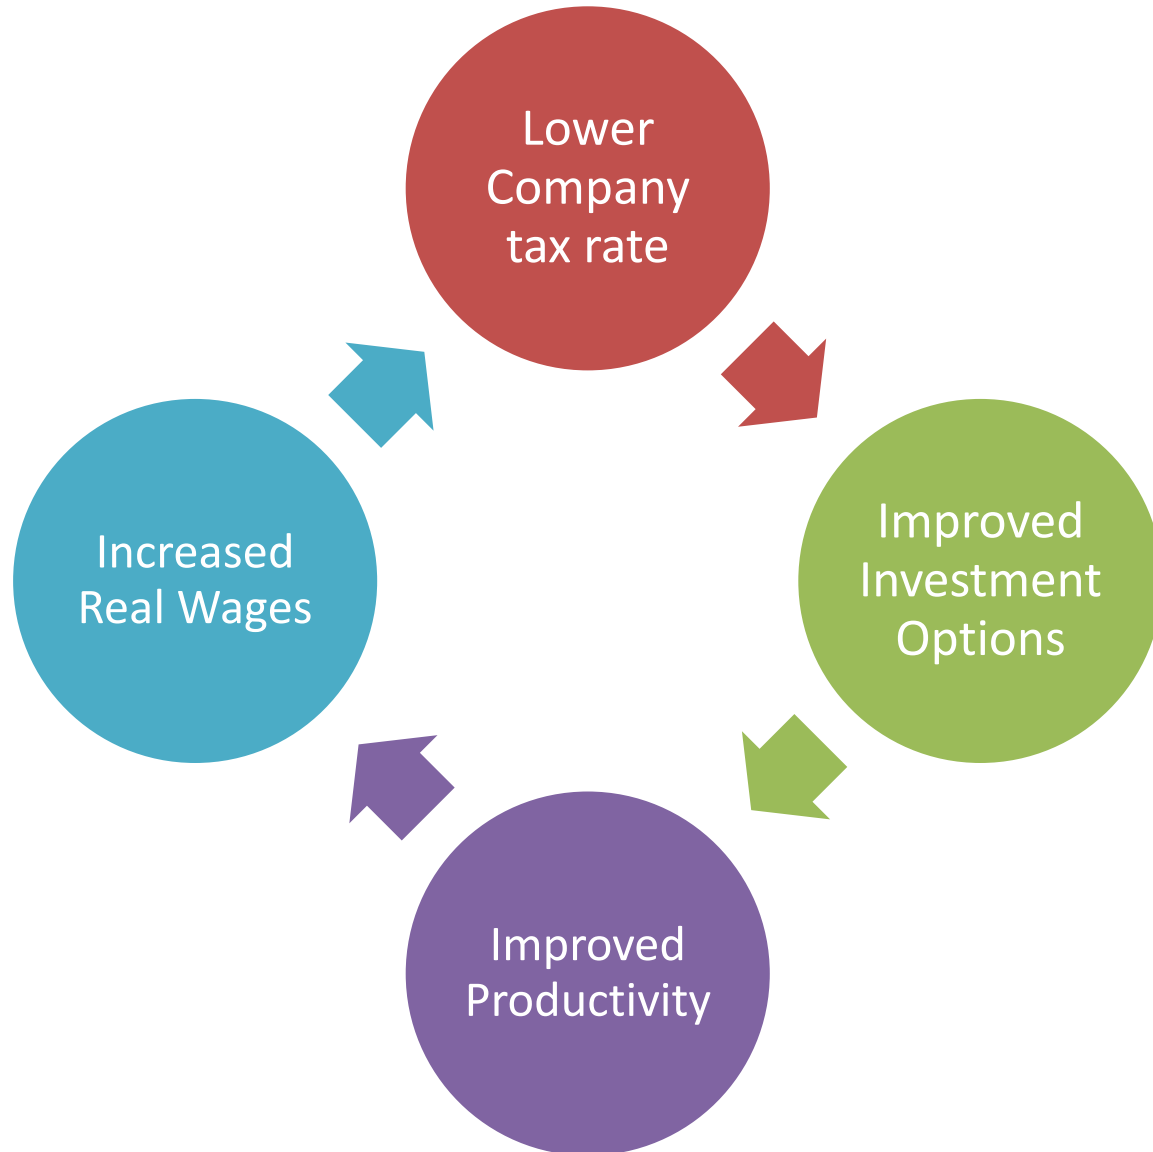 Lower
Company
tax rate
Improved
Investment
Options
Improved
Productivity
Increased
Real Wages